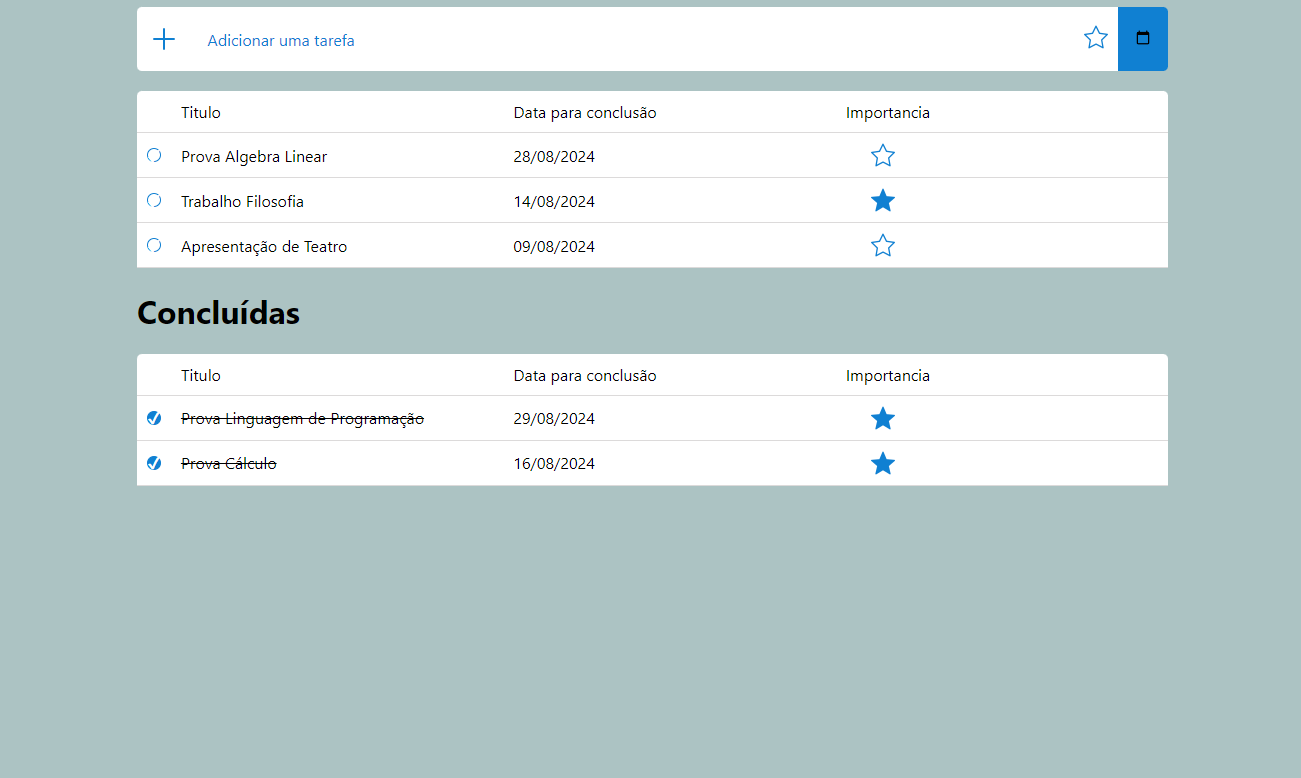 Adicionar uma tarefa
Titulo Data para conclusão Importancia
Prova Algebra Linear 28/08/2024
Trabalho Filosofia 14/08/2024
Apresentação de Teatro 09/08/2024
Concluídas
Titulo Data para conclusão Importancia
Prova Linguagem de Programação 29/08/2024
Prova Cálculo 16/08/2024